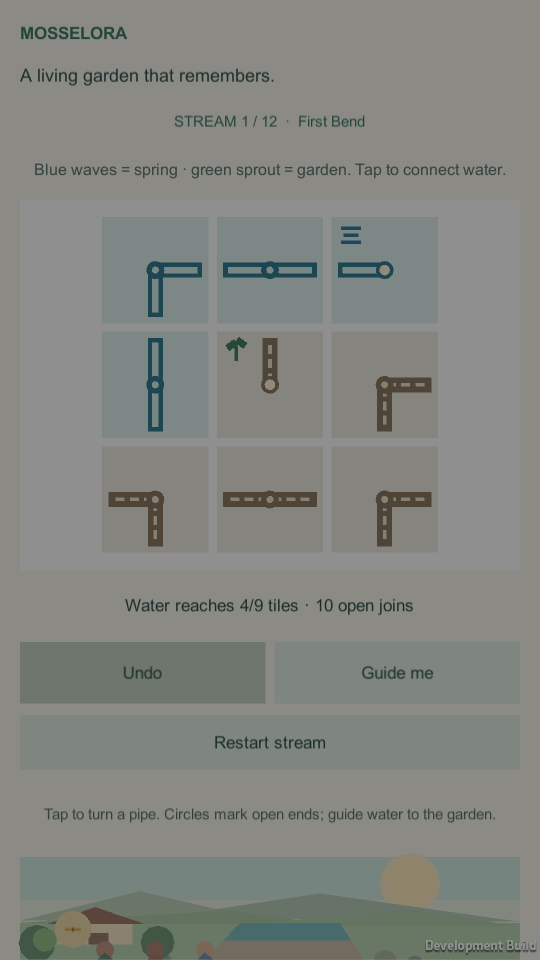 MOSSELORA
A living garden that remembers.
STREAM 1 / 12 · First Bend
Blue waves = spring · green sprout = garden. Tap to connect water.
Water reaches 4/9 tiles · 10 open joins
Undo
Guide me
Restart stream
Tap to turn a pipe. Circles mark open ends; guide water to the garden.
Development Build